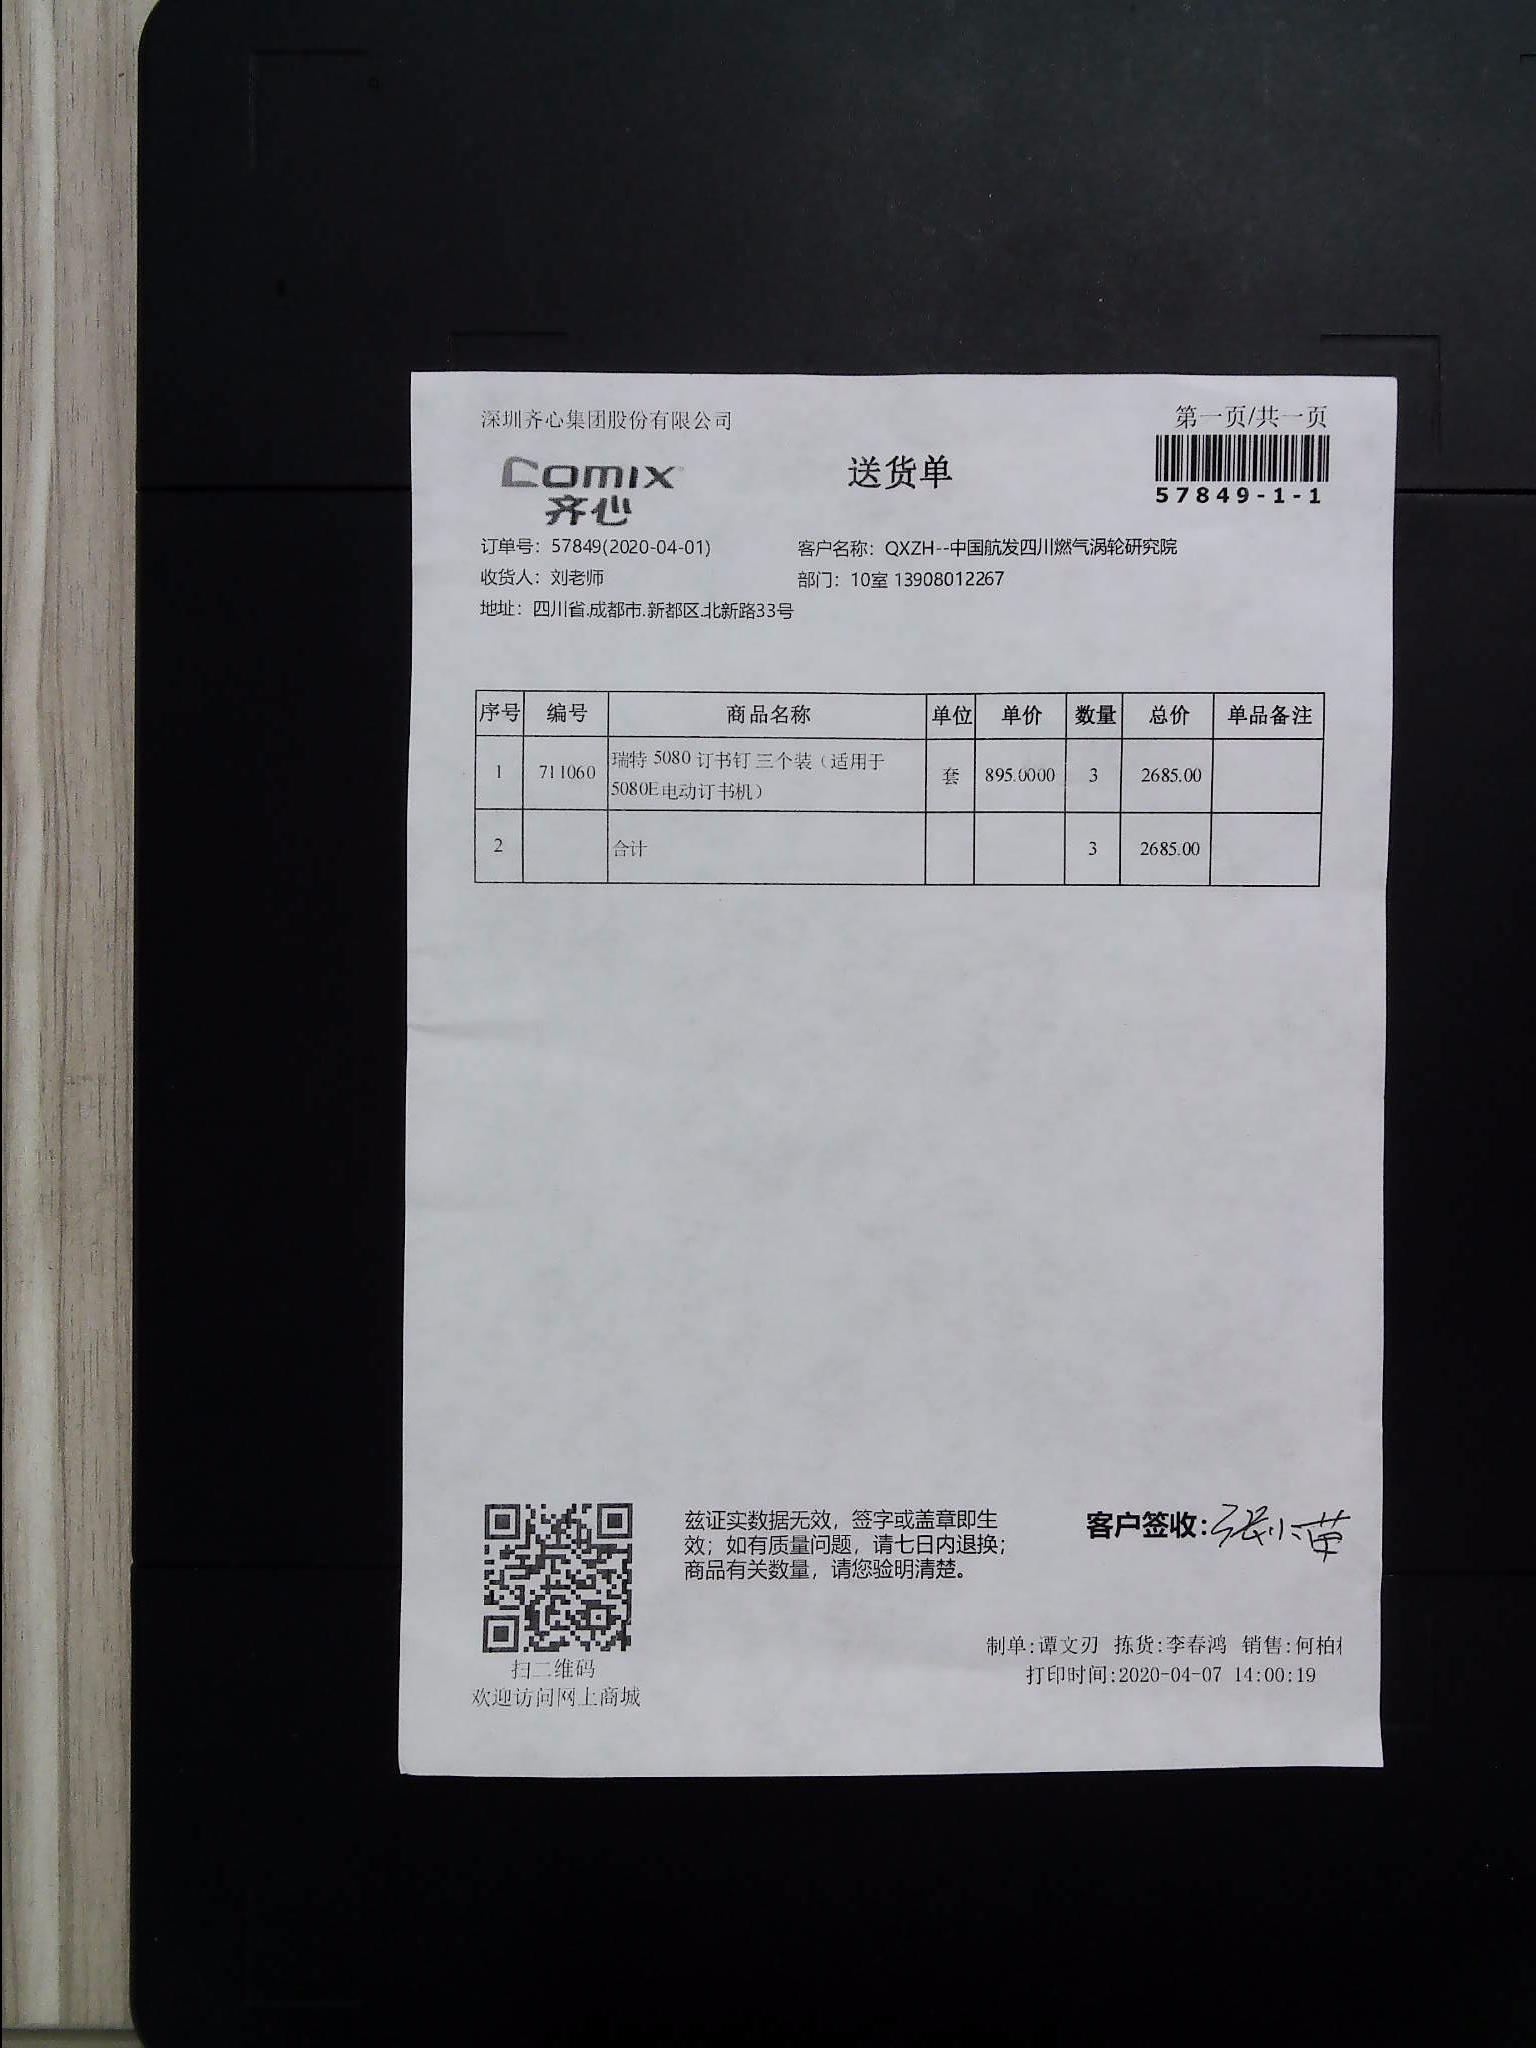 深圳齐心集团股份有限公司
第一页/共一页
COMIX
齐心
送货单
57849-1-1
订单号：57849(2020-04-01)
客户名称：QXZH--中国航发四川燃气涡轮研究院
收货人：刘老师
部门：10室 13908012267
地址：四川省.成都市.新都区.北新路33号
序号 编号 商品名称 单位 单价 数量 总价 单品备注
1 711060 瑞特 5080 订书钉 三个装（适用于 套 895.0000 3 2685.00
5080E电动订书机）
2 合计 3 2685.00
兹证实数据无效，签字或盖章即生
效；如有质量问题，请七日内退换；
商品有关数量，请您验明清楚。
客户签收：张小苗
制单:谭文刃 拣货:李春鸿 销售:何柏
打印时间:2020-04-07 14:00:19
扫二维码
欢迎访问网上商城